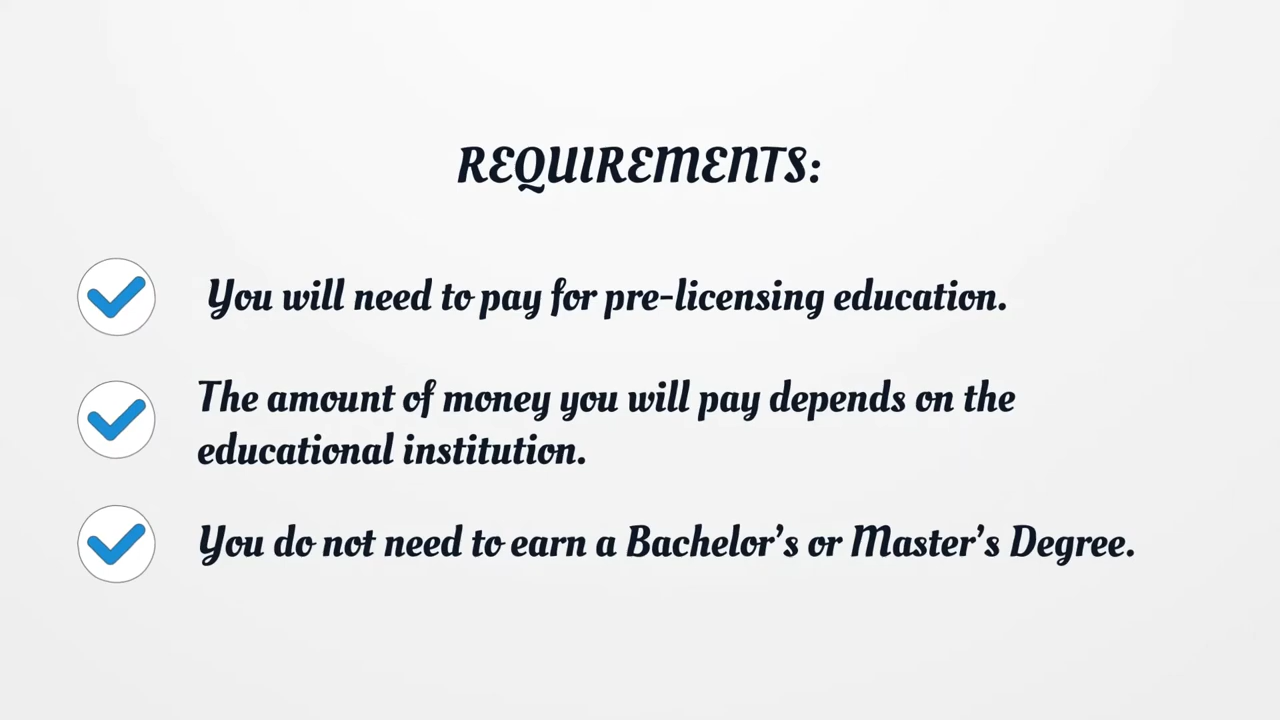 REQUIREMENTS:
You will need to pay for pre-licensing education.
The amount of money you will pay depends on the
educational institution.
You do not need to earn a Bachelor's or Master's Degree.